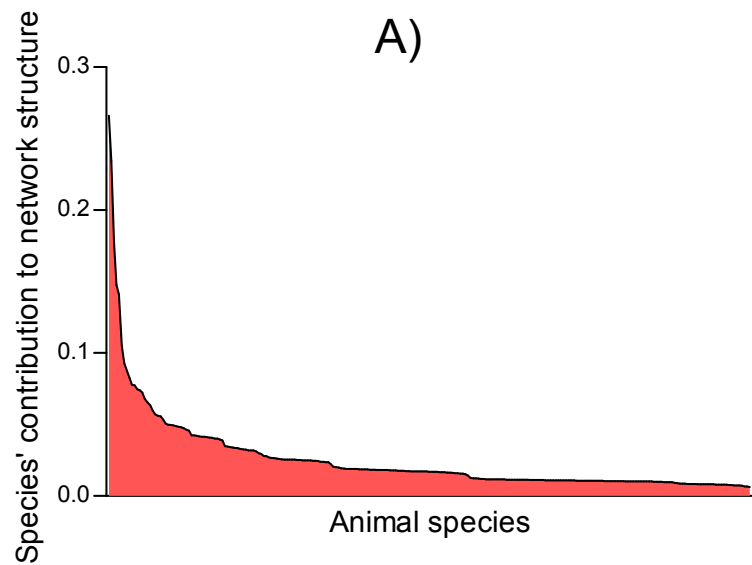 A)
Species' contribution to network structure
0.3
0.2
0.1
0.0
Animal species